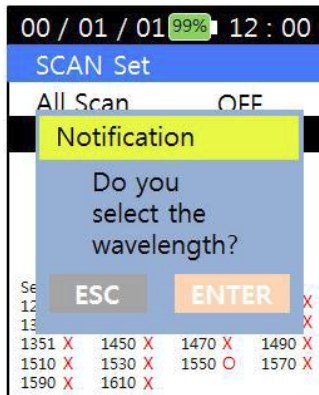 00 / 01 / 01 99% 12 : 00
SCAN Set
All Scan OFF
Notification
Do you
select the
wavelength?
ESC ENTER
X
X
1351 X 1450 X 1470 X 1490 X
1510 X 1530 X 1550 O 1570 X
1590 X 1610 X